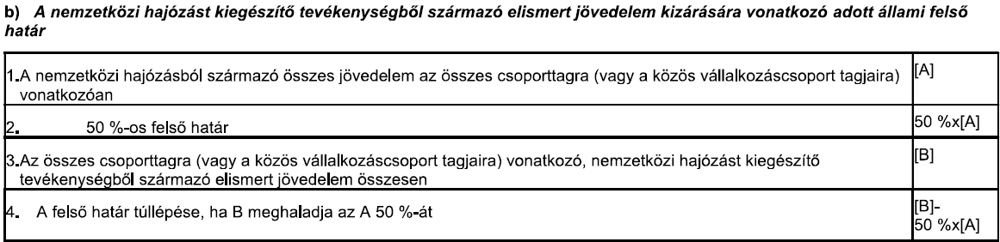 b) A nemzetközi hajózást kiegészítő tevékenységből származó elismert jövedelem kizárására vonatkozó adott állami felső
határ
1.A nemzetközi hajózásból származó összes jövedelem az összes csoporttagra (vagy a közös vállalkozáscsoport tagjaira) [A]
vonatkozóan
2. 50 %-os felső határ 50 %x[A]
3.Az összes csoporttagra (vagy a közös vállalkozáscsoport tagjaira) vonatkozó, nemzetközi hajózást kiegészítő [B]
tevékenységből származó elismert jövedelem összesen
4. A felső határ túllépése, ha B meghaladja az A 50 %-át [B]-
50 %x[A]